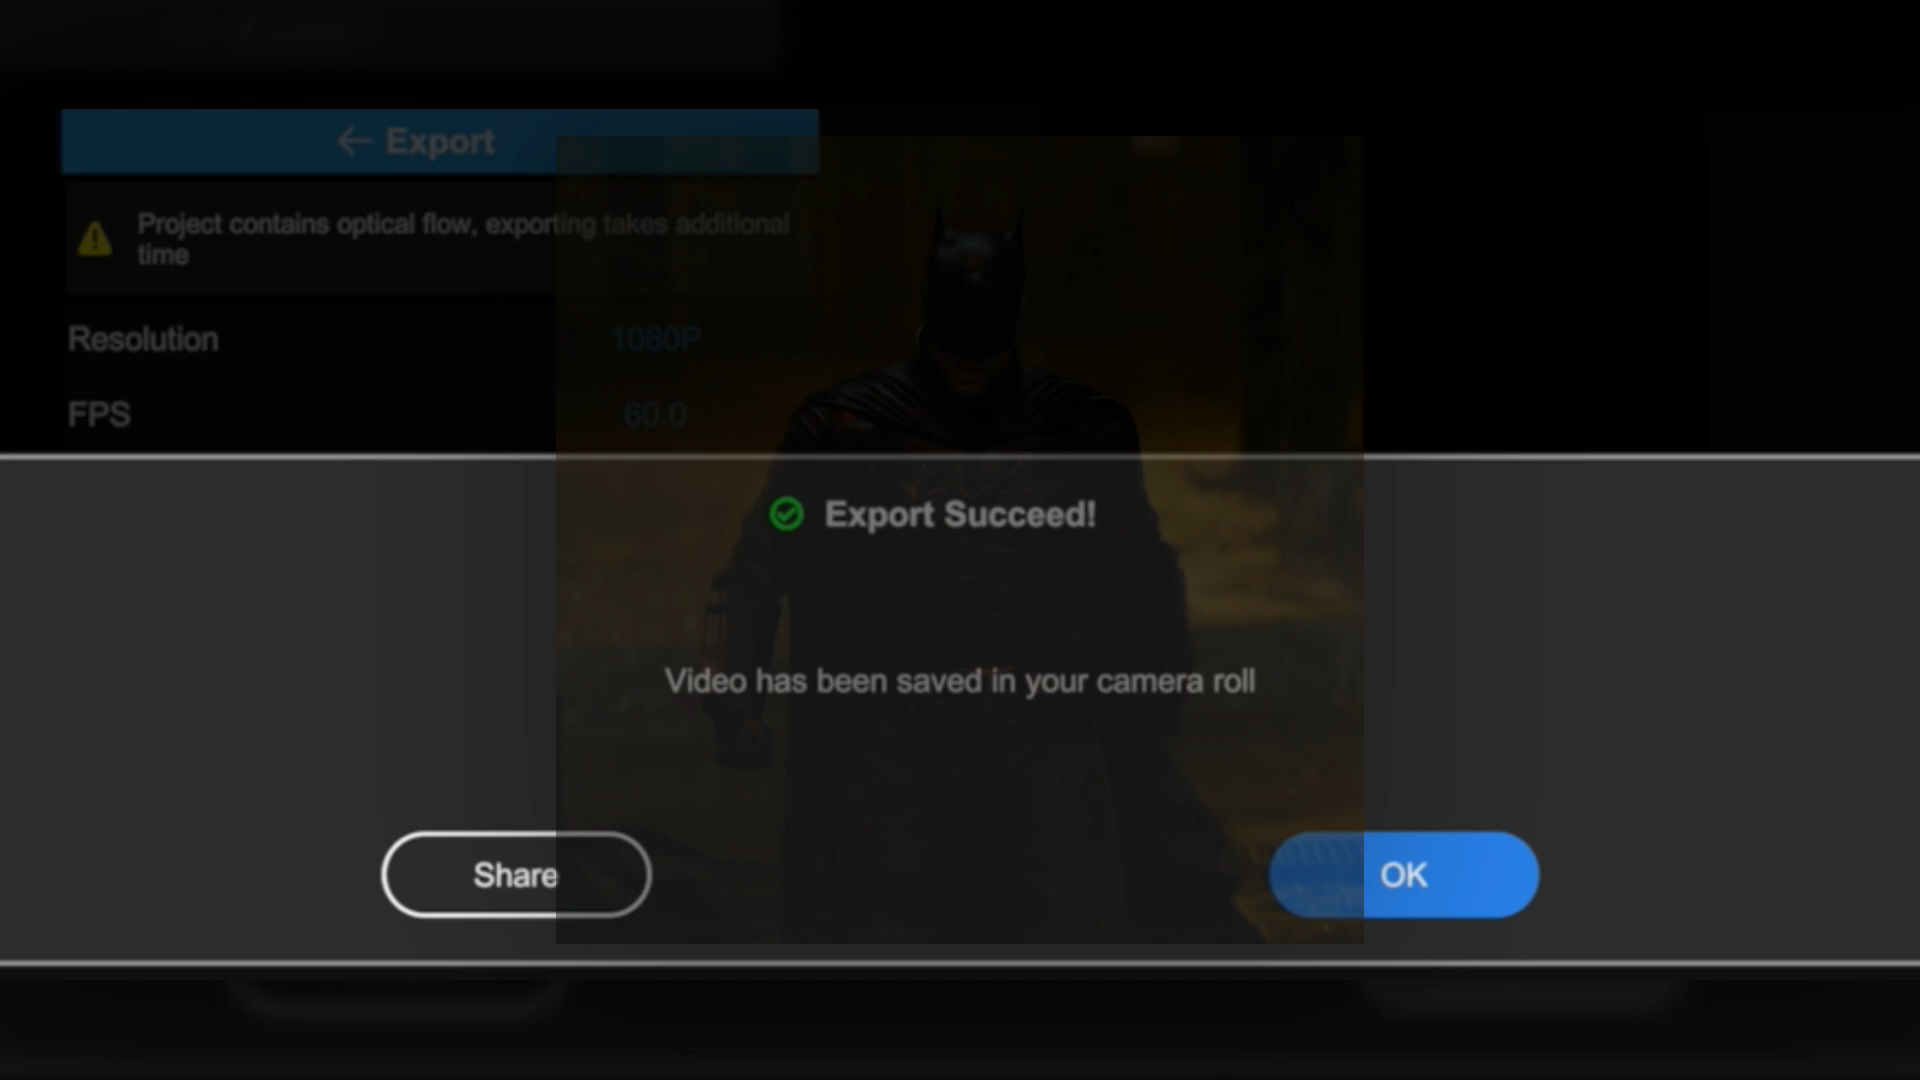 ← Export
Project contains optical flow, exporting takes additional
time
Resolution 1080P
FPS 60.0
Export Succeed!
Video has been saved in your camera roll
Share OK